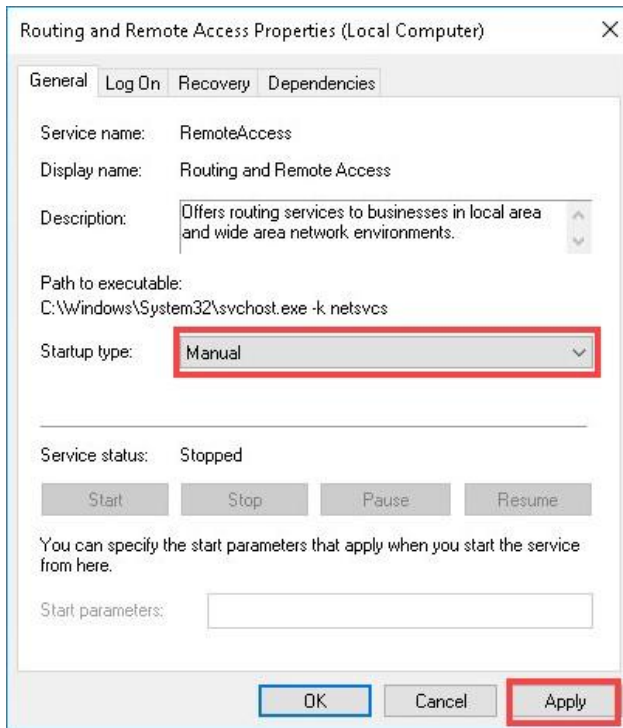 Routing and Remote Access Properties (Local Computer)
General Log On Recovery Dependencies
Service name: RemoteAccess
Display name: Routing and Remote Access
Description: Offers routing services to businesses in local area
and wide area network environments.
Path to executable:
C:\Windows\System32\svchost.exe -k netsvcs
Startup type: Manual
Service status: Stopped
Start Stop Pause Resume
You can specify the start parameters that apply when you start the service
from here.
Start parameters:
OK Cancel Apply